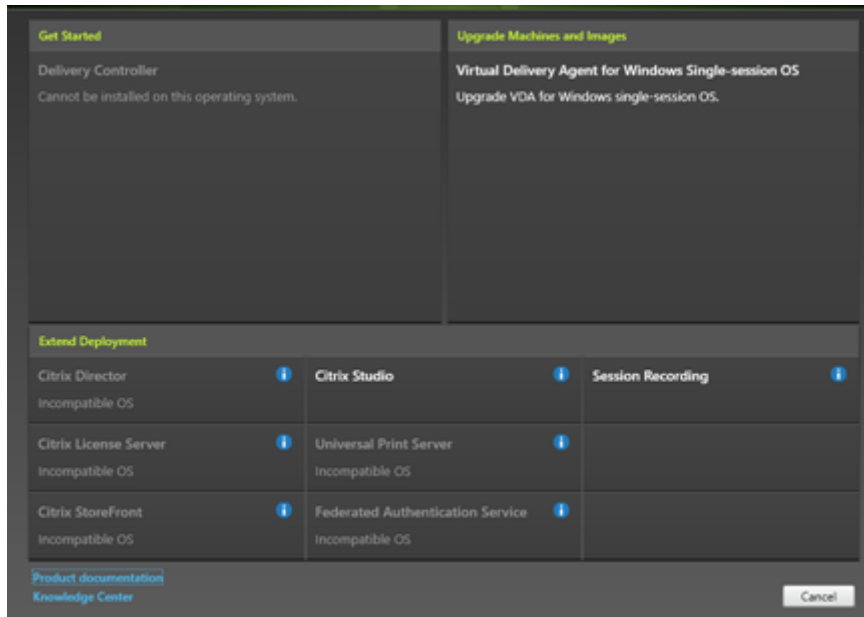 Get Started
Delivery Controller
Cannot be installed on this operating system.
Upgrade Machines and Images
Virtual Delivery Agent for Windows Single-session OS
Upgrade VDA for Windows single-session OS.
Extend Deployment
Citrix Director
Incompatible OS
Citrix Studio
Session Recording
Citrix License Server
Incompatible OS
Universal Print Server
Incompatible OS
Citrix StoreFront
Incompatible OS
Federated Authentication Service
Incompatible OS
Product documentation
Knowledge Center
Cancel